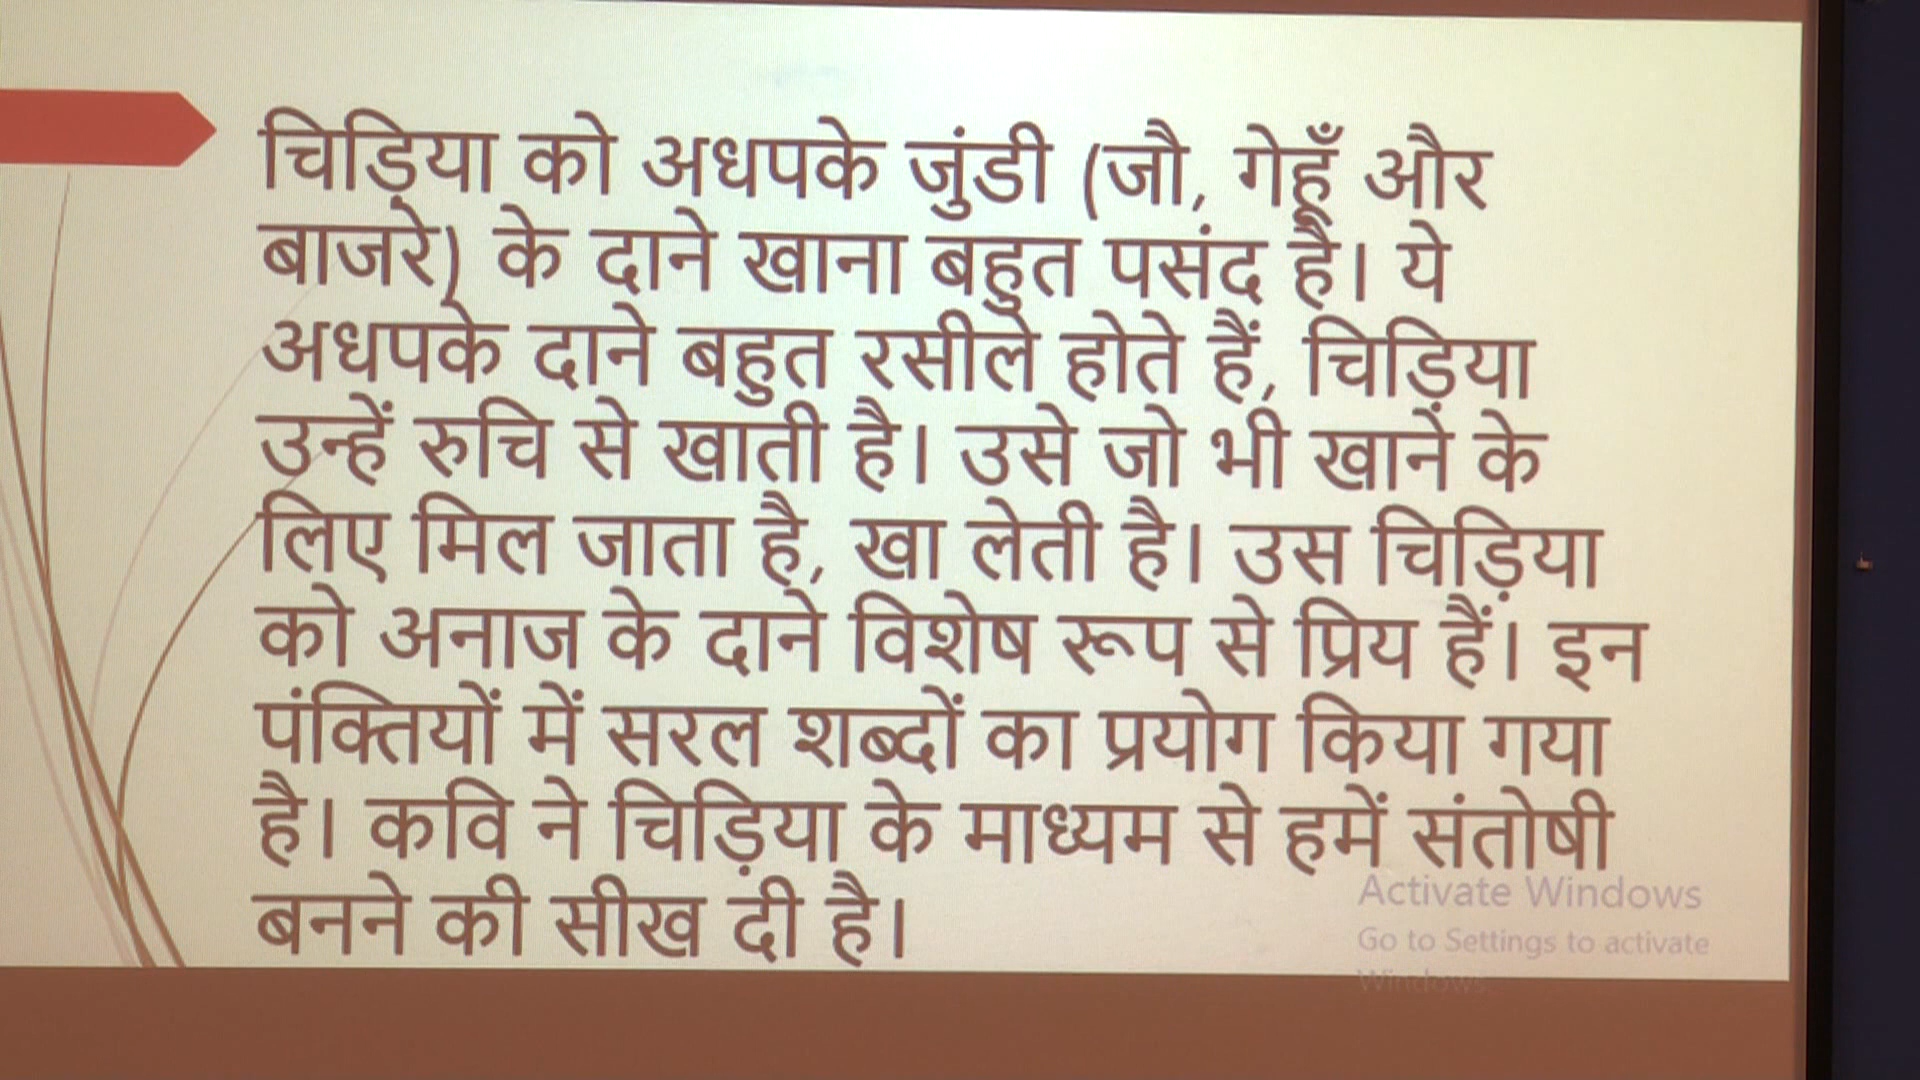 चिड़िया को अधपके जुंडी (जौ, गेहूँ और
बाजरे) के दाने खाना बहुत पसंद है। ये
अधपके दाने बहुत रसीले होते हैं, चिड़िया
उन्हें रुचि से खाती है। उसे जो भी खाने के
लिए मिल जाता है, खा लेती है। उस चिड़िया
को अनाज के दाने विशेष रूप से प्रिय हैं। इन
पंक्तियों में सरल शब्दों का प्रयोग किया गया
है। कवि ने चिड़िया के माध्यम से हमें संतोषी
बनने की सीख दी है।
Activate Windows
Go to Settings to activate
Windows.